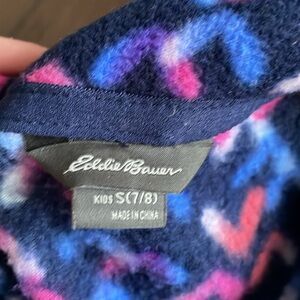 Eddie Bauer
KIDS S(7/8)
MADE IN CHINA